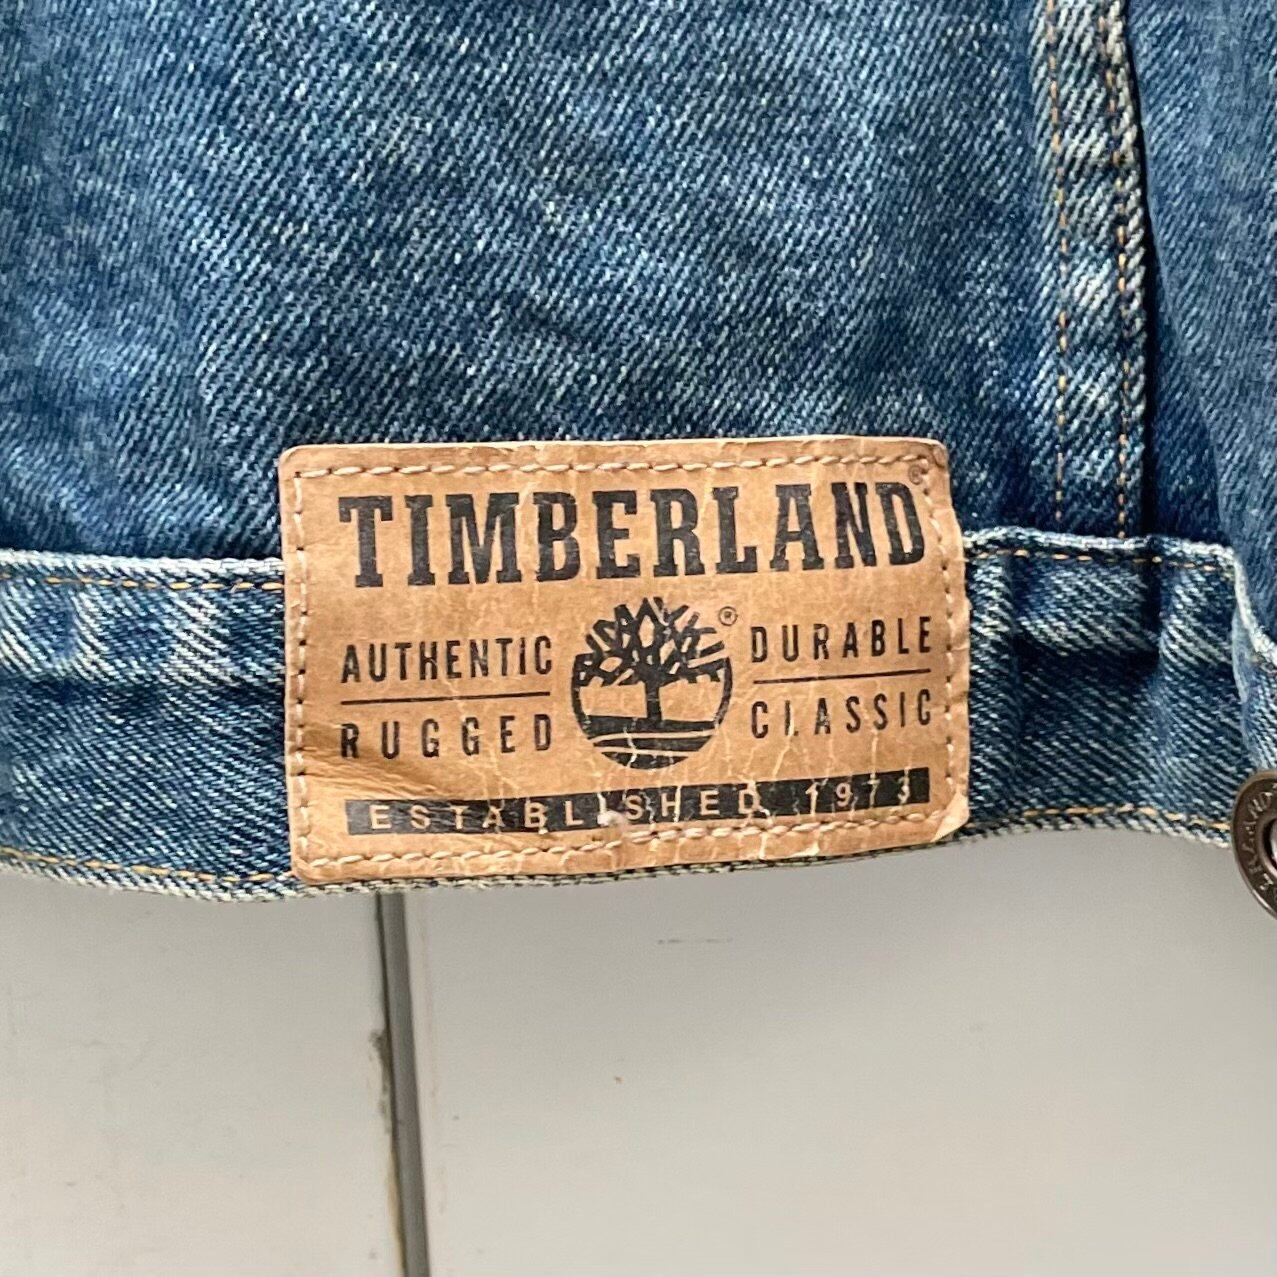 TIMBERLAND®
AUTHENTIC
RUGGED
®
DURABLE
CLASSIC
ESTABLISHED 1973